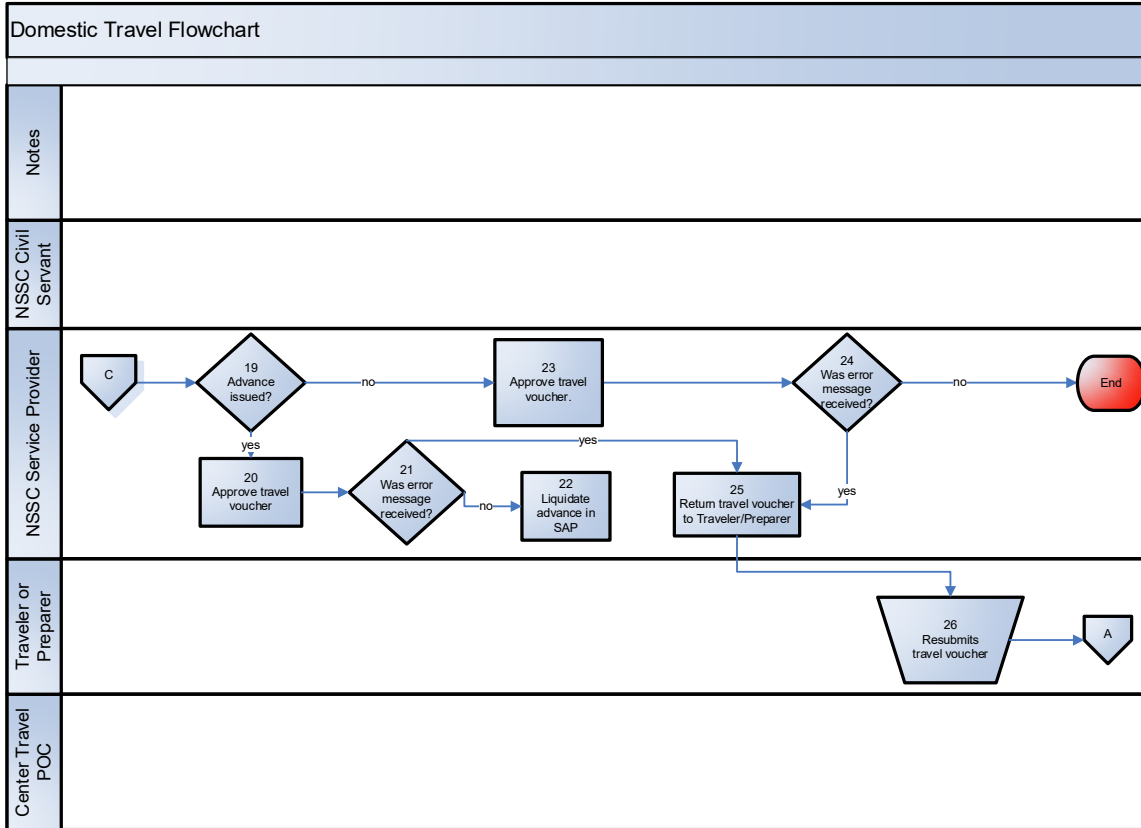 Domestic Travel Flowchart
Notes
NSSC Civil
Servant
NSSC Service Provider
C
19
Advance
issued?
no
23
Approve travel
voucher.
24
Was error
message
received?
no
End
yes
20
Approve travel
voucher
21
Was error
message
received?
yes
no
22
Liquidate
advance in
SAP
25
Return travel voucher
to Traveler/Preparer
yes
Traveler or
Preparer
26
Resubmits
travel voucher
A
Center Travel
POC